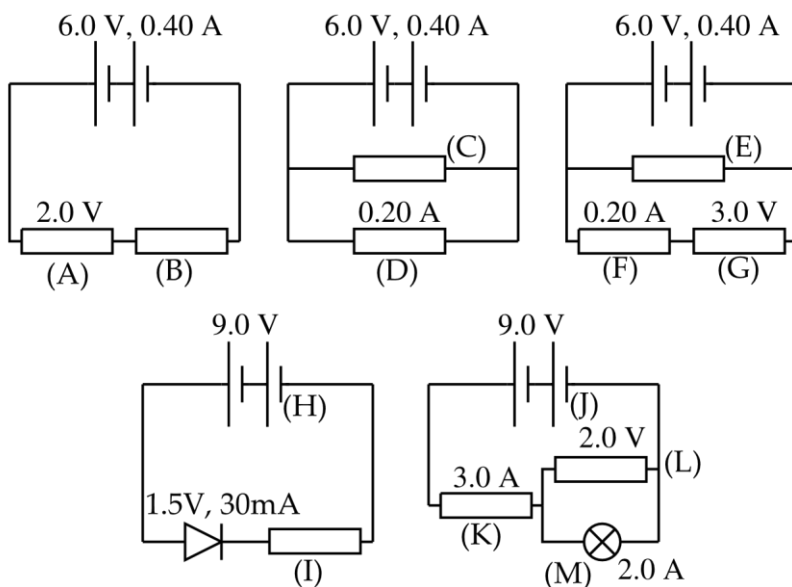 6.0 V, 0.40 A
2.0 V
(A)
(B)
6.0 V, 0.40 A
(C)
0.20 A
(D)
6.0 V, 0.40 A
(E)
0.20 A
3.0 V
(F)
(G)
9.0 V
(H)
1.5V, 30mA
(I)
9.0 V
(J)
2.0 V
(L)
3.0 A
(K)
(M)
2.0 A